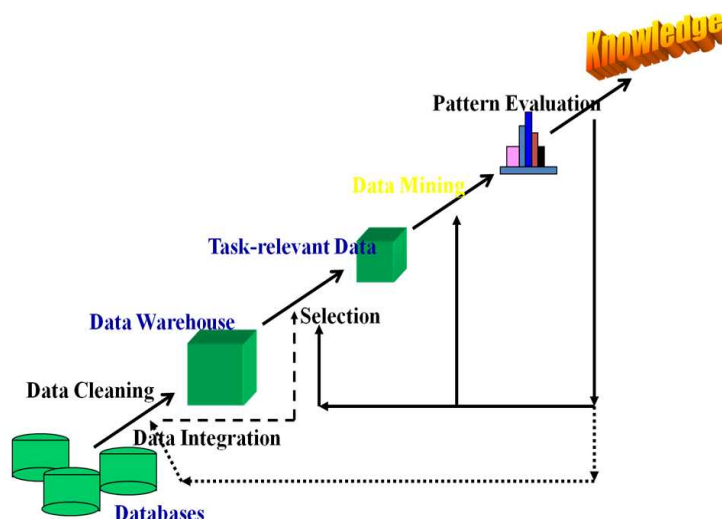 Knowledge
Pattern Evaluation
Data Mining
Task-relevant Data
Data Warehouse
Selection
Data Cleaning
Data Integration
Databases